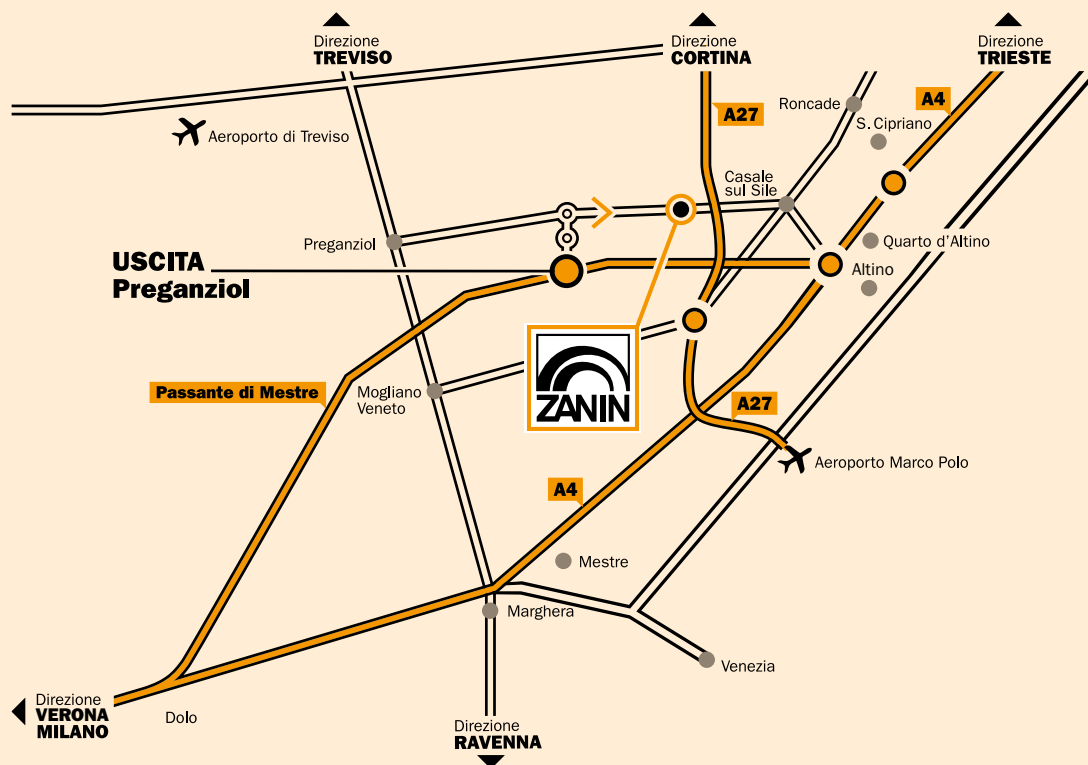 Direzione
TREVISO
Direzione
CORTINA
Direzione
TRIESTE
A27
A4
Roncade
S. Cipriano
Aeroporto di Treviso
Casale
sul Sile
Preganziol
Quarto d'Altino
USCITA
Preganziol
Altino
Passante di Mestre
Mogliano
Veneto
ZANIN
A27
Aeroporto Marco Polo
A4
Mestre
Marghera
Venezia
Direzione
VERONA
MILANO
Dolo
Direzione
RAVENNA